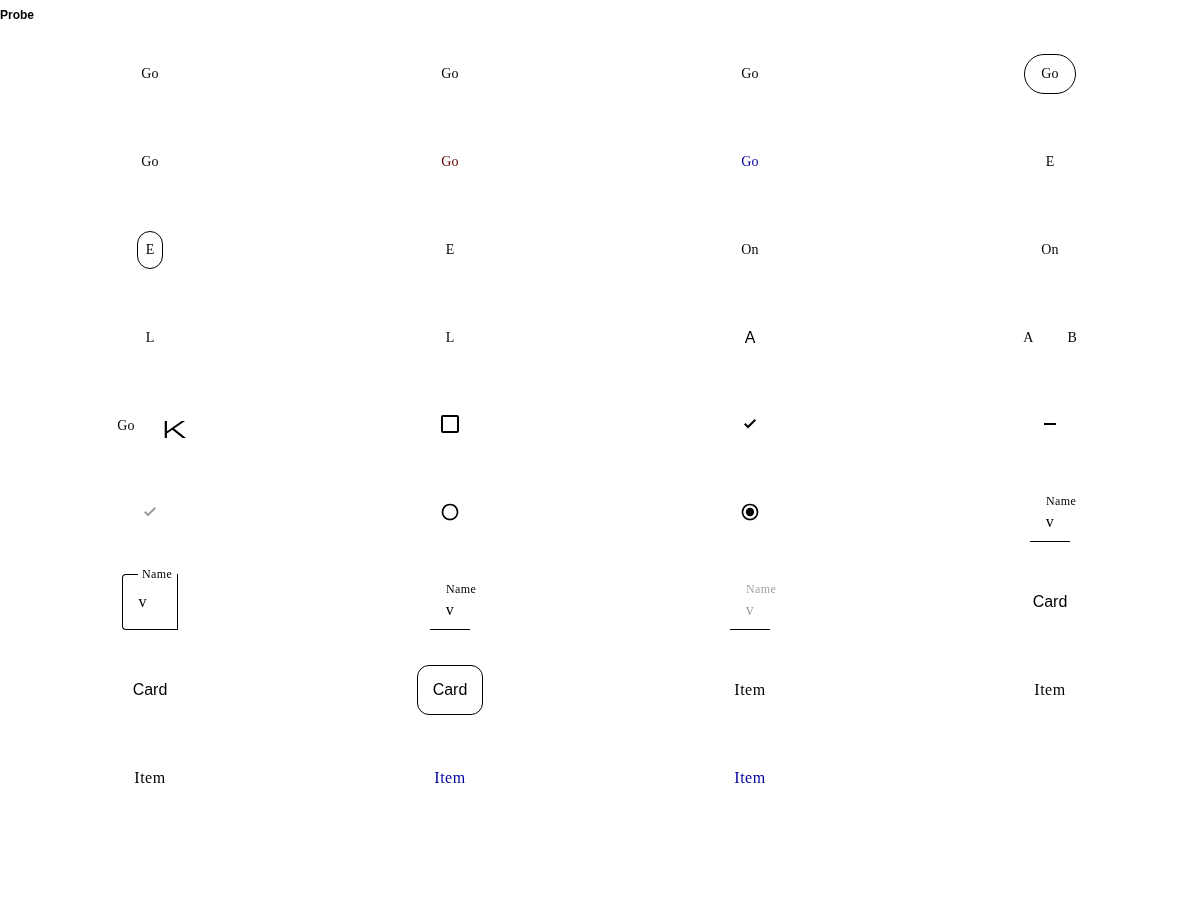 Probe
Go Go Go Go
Go Go Go E
E E On On
L L A A B
Go K
Name
v
Name Name Name
v v v Card
Card Card Item Item
Item Item Item